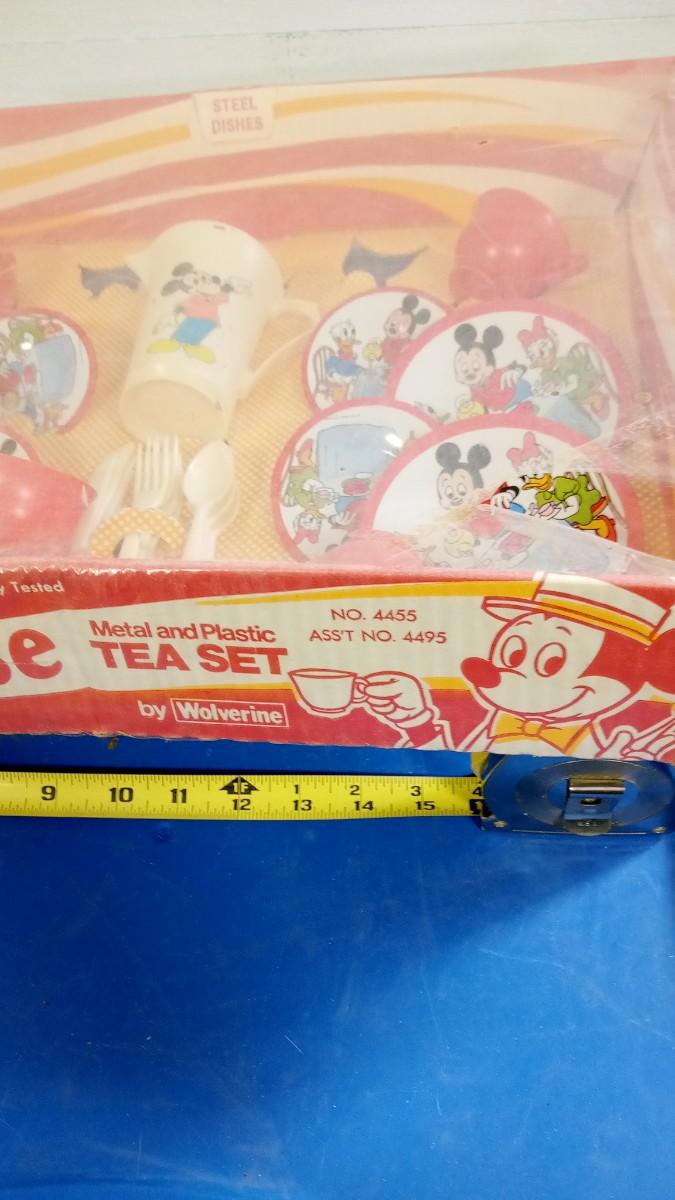 STEEL
DISHES
y Tested
se
Metal and Plastic
TEA SET
by Wolverine
NO. 4455
ASS'T NO. 4495
1F 1 2 3 4
9 10 11 12 13 14 15